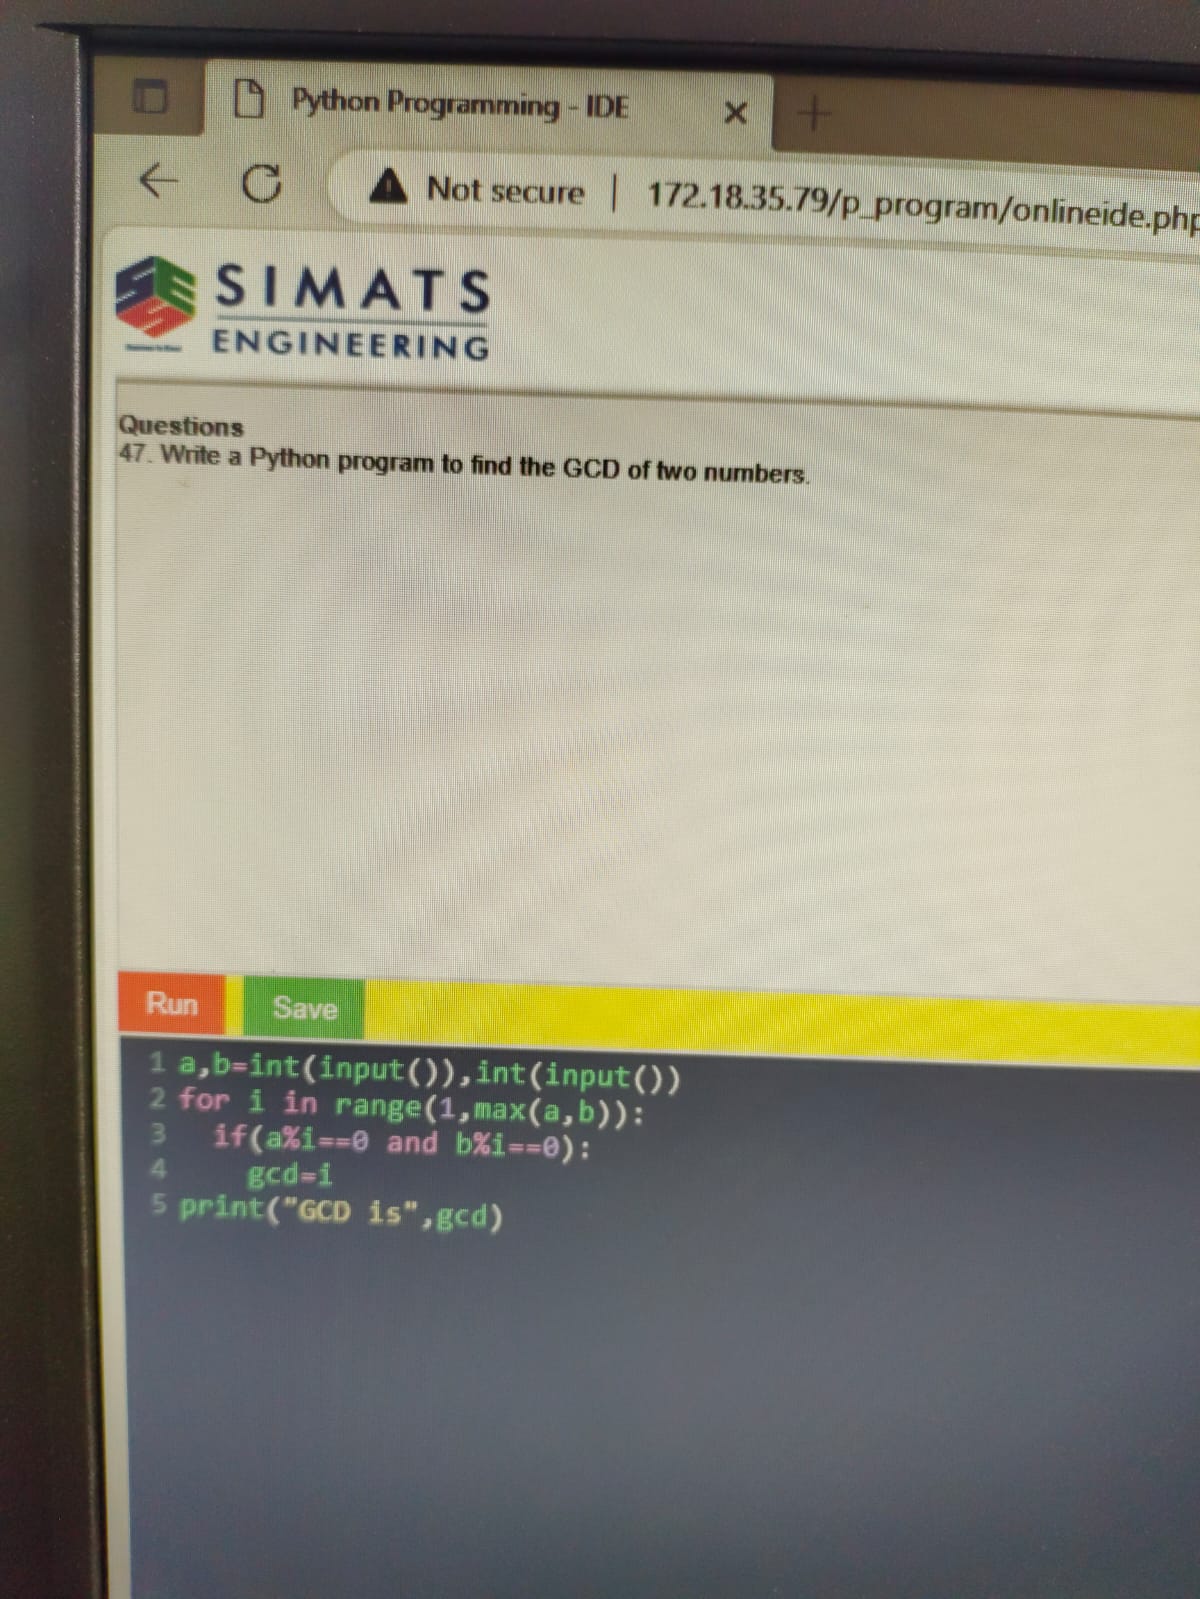 Python Programming - IDE
Not secure | 172.18.35.79/p_program/onlineide.php
SIMATS
ENGINEERING
Questions
47. Write a Python program to find the GCD of two numbers.
Run Save
1 a,b=int(input()),int(input())
2 for i in range(1,max(a,b)):
3   if(a%i==0 and b%i==0):
4     gcd=i
5 print("GCD is",gcd)